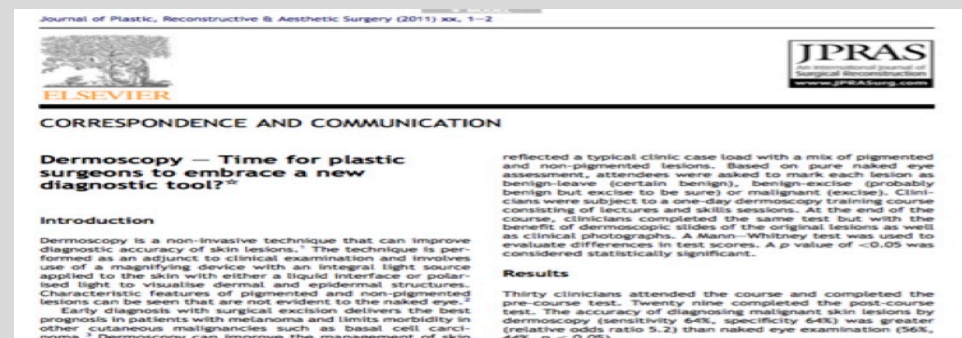 Journal of Plastic, Reconstructive & Aesthetic Surgery (2011) xx, 1–2
ELSEVIER
JPRAS
An International Journal of
Surgical Reconstruction
www.JPRASurg.com
CORRESPONDENCE AND COMMUNICATION
Dermoscopy – Time for plastic
surgeons to embrace a new
diagnostic tool?☆
Introduction
Dermoscopy is a non-invasive technique that can improve
diagnostic accuracy of skin lesions.¹ The technique is per-
formed as an adjunct to clinical examination and involves
use of a magnifying device with an integral light source
applied to the skin with either a liquid interface or polar-
ised light to visualise dermal and epidermal structures.
Characteristic features of pigmented and non-pigmented
lesions can be seen that are not evident to the naked eye.²
Early diagnosis with surgical excision delivers the best
prognosis in patients with melanoma and limits morbidity in
other cutaneous malignancies such as basal cell carci-
noma.³ Dermoscopy can improve the management of skin
reflected a typical clinic case load with a mix of pigmented
and non-pigmented lesions. Based on pure naked eye
assessment, attendees were asked to mark each lesion as
benign-leave (certain benign), benign-excise (probably
benign but excise to be sure) or malignant (excise). Clini-
cians were subject to a one-day dermoscopy training course
consisting of lectures and skills sessions. At the end of the
course, clinicians completed the same test but with the
benefit of dermoscopic slides of the original lesions as well
as clinical photographs. A Mann–Whitney test was used to
evaluate differences in test scores. A p value of <0.05 was
considered statistically significant.
Results
Thirty clinicians attended the course and completed the
pre-course test. Twenty nine completed the post-course
test. The accuracy of diagnosing malignant skin lesions by
dermoscopy (sensitivity 64%, specificity 64%) was greater
(relative odds ratio 5.2) than naked eye examination (56%,
44%, p < 0.05).